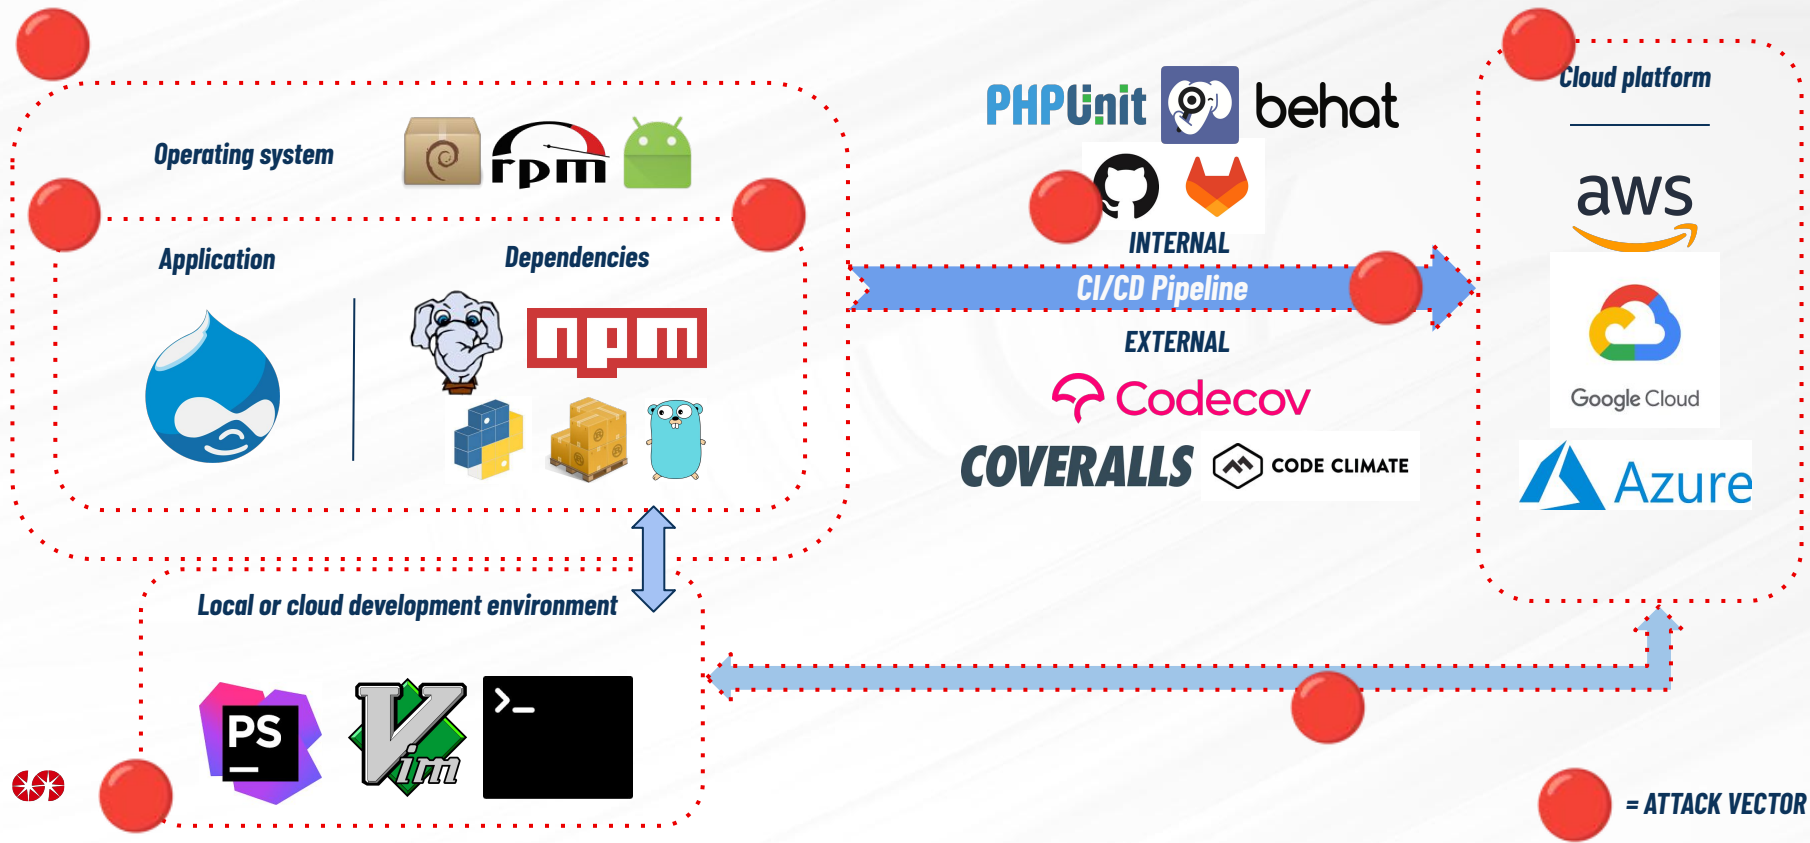 Operating system
rpm
Application
Dependencies
npm
PHPUnit
behat
INTERNAL
CI/CD Pipeline
EXTERNAL
Codecov
COVERALLS
CODE CLIMATE
Cloud platform
aws
Google Cloud
Azure
Local or cloud development environment
PS
Vim
>_
= ATTACK VECTOR